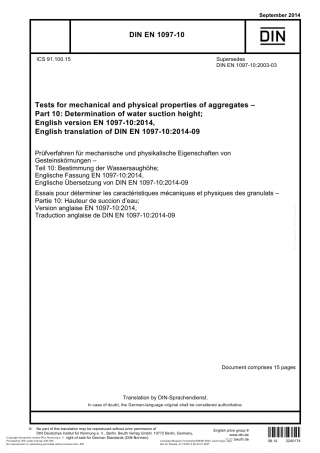 September 2014
DIN EN 1097-10
DIN
ICS 91.100.15
Supersedes
DIN EN 1097-10:2003-03
Tests for mechanical and physical properties of aggregates –
Part 10: Determination of water suction height;
English version EN 1097-10:2014,
English translation of DIN EN 1097-10:2014-09
Prüfverfahren für mechanische und physikalische Eigenschaften von
Gesteinskörnungen –
Teil 10: Bestimmung der Wassersaughöhe;
Englische Fassung EN 1097-10:2014,
Englische Übersetzung von DIN EN 1097-10:2014-09
Essais pour déterminer les caractéristiques mécaniques et physiques des granulats –
Partie 10: Hauteur de succion d'eau;
Version anglaise EN 1097-10:2014,
Traduction anglaise de DIN EN 1097-10:2014-09
Document comprises 15 pages
Translation by DIN-Sprachendienst.
In case of doubt, the German-language original shall be considered authoritative.
© No part of this translation may be reproduced without prior permission of
DIN Deutsches Institut für Normung e. V., Berlin. Beuth Verlag GmbH, 10772 Berlin, Germany,
right of sale for German Standards (DIN-Normen).
English price group 9
www.din.de
www.beuth.de